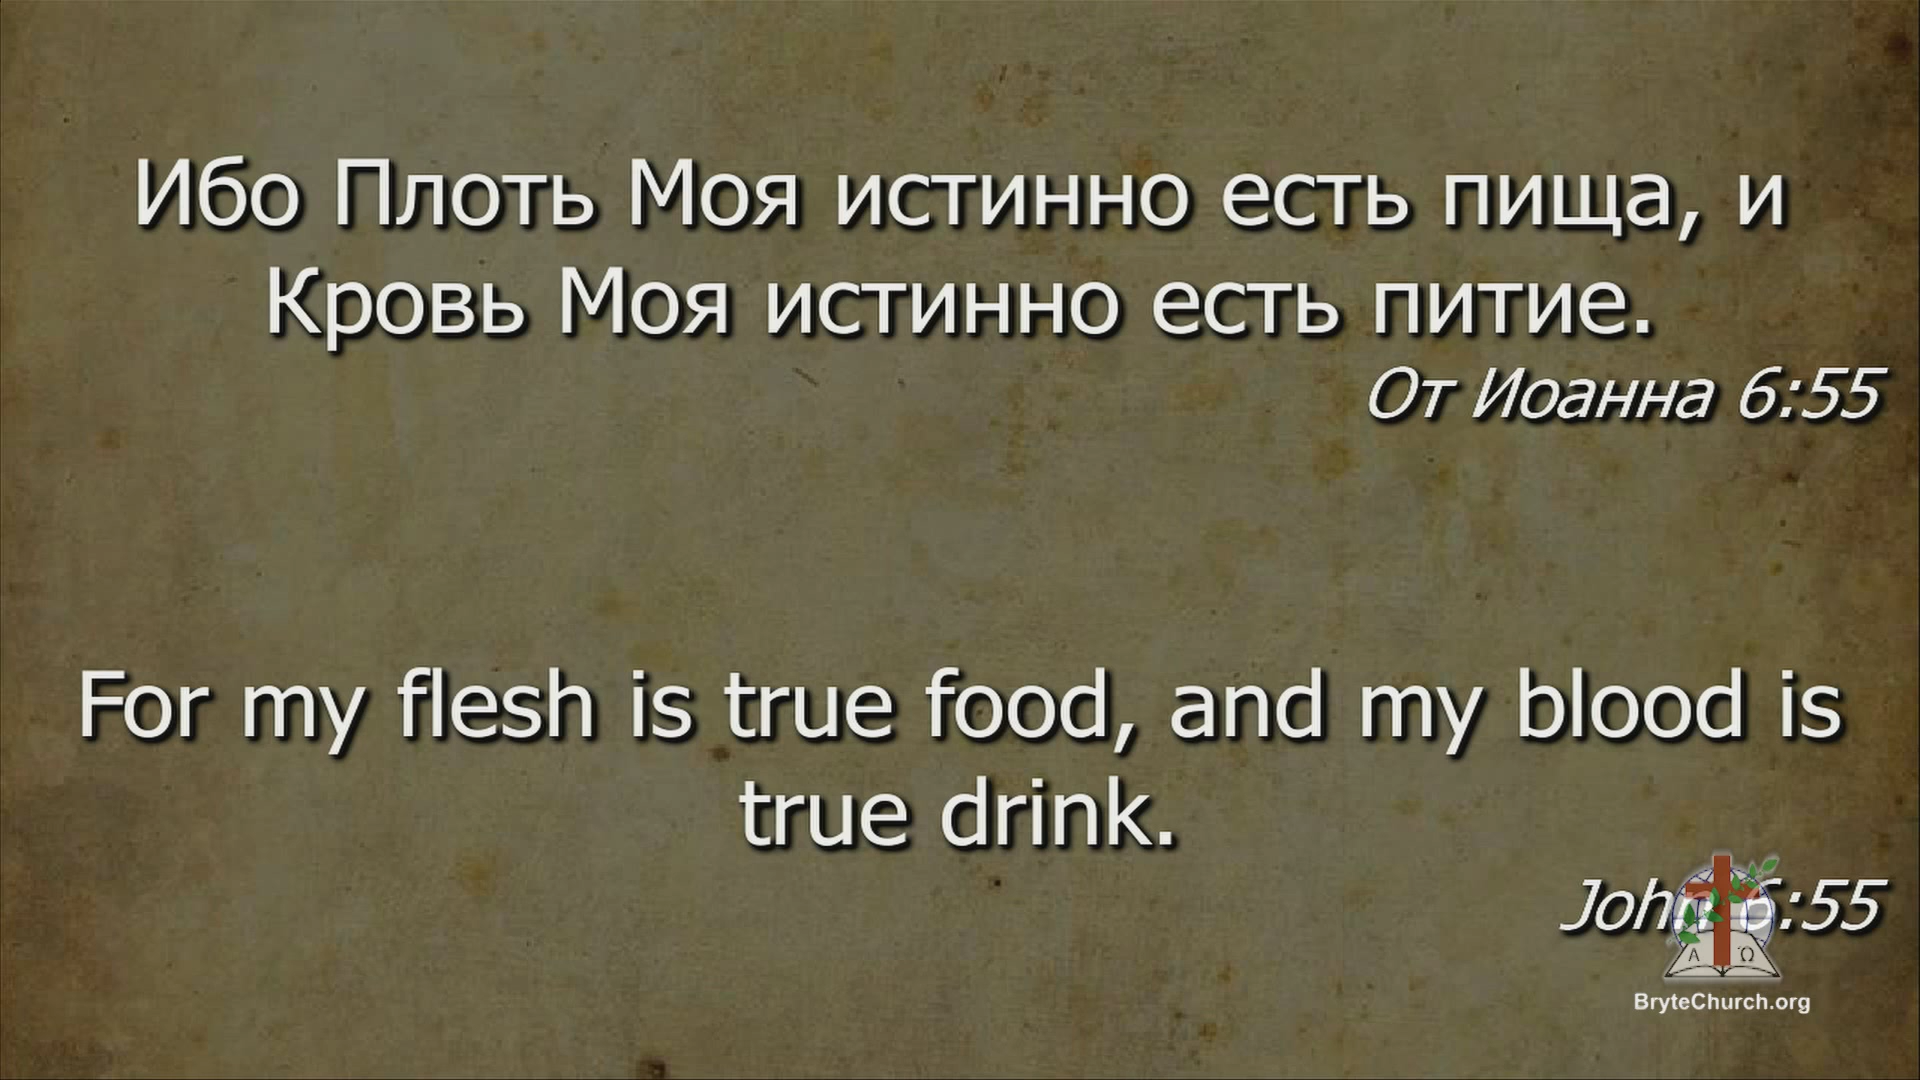 Ибо Плоть Моя истинно есть пища, и
Кровь Моя истинно есть питие.
От Иоанна 6:55
For my flesh is true food, and my blood is
true drink.
John 6:55
Α Ω
BryteChurch.org